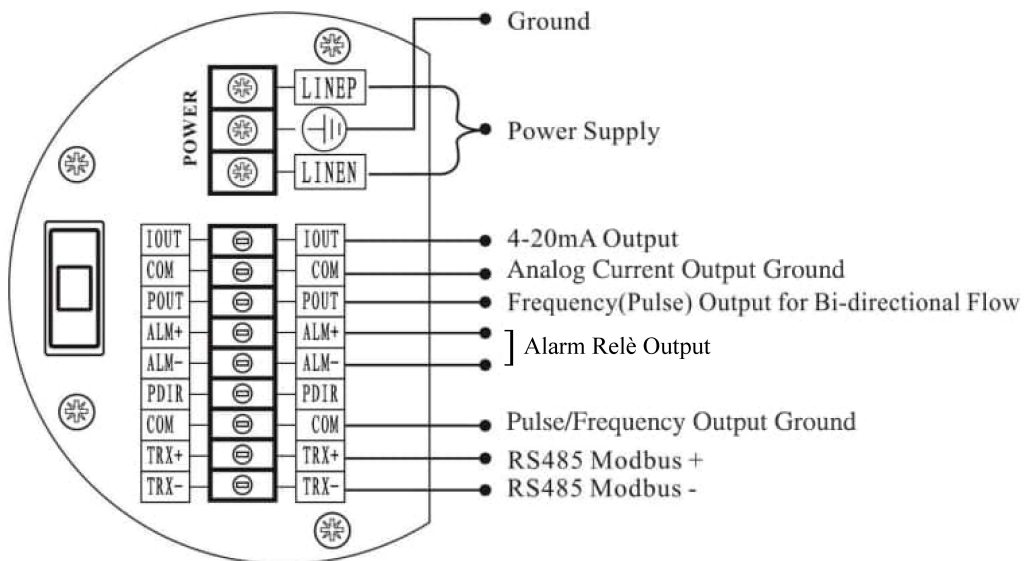 Ground
POWER
LINEP
LINEN
Power Supply
IOUT IOUT 4-20mA Output
COM COM Analog Current Output Ground
POUT POUT Frequency(Pulse) Output for Bi-directional Flow
ALM+ ALM+
Alarm Relè Output
ALM- ALM-
PDIR PDIR
COM COM Pulse/Frequency Output Ground
TRX+ TRX+ RS485 Modbus +
TRX- TRX- RS485 Modbus -